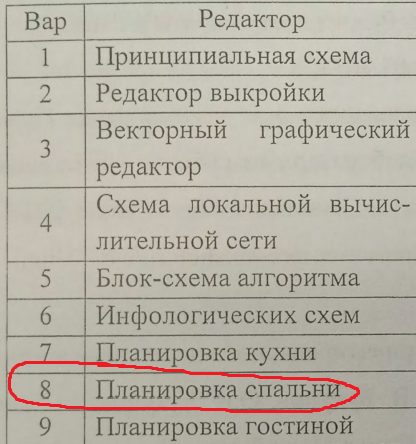 Вар Редактор
1 Принципиальная схема
2 Редактор выкройки
3 Векторный графический
редактор
4 Схема локальной вычис-
лительной сети
5 Блок-схема алгоритма
6 Инфологических схем
7 Планировка кухни
8 Планировка спальни
9 Планировка гостиной